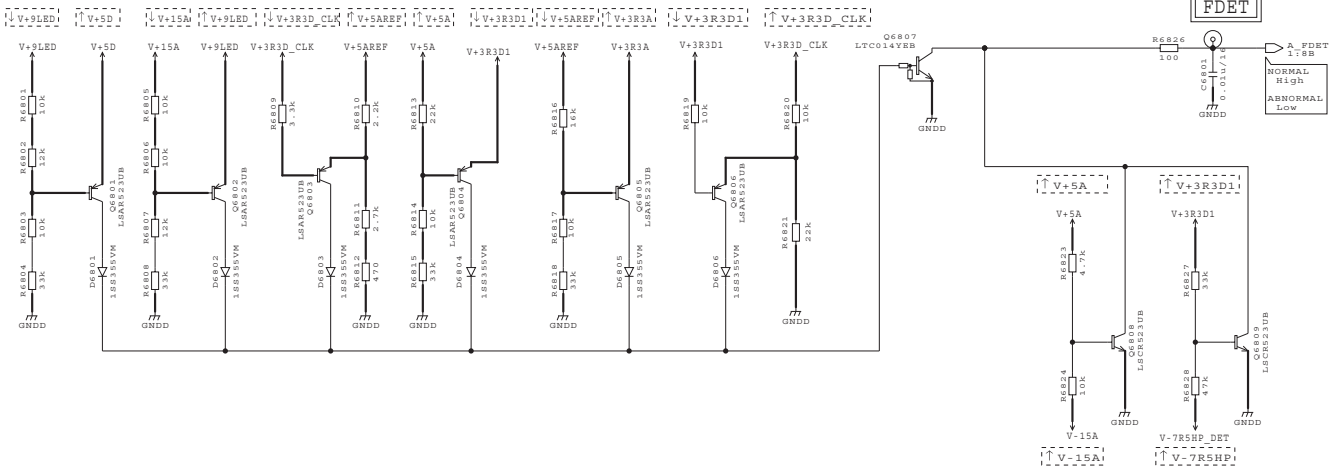 FDET
↓V+9LED
↑V+5D
↓V+15A
↑V+9LED
↓V+3R3D_CLK
↑V+5AREF
↑V+5A
↓V+3R3D1
↓V+5AREF
↑V+3R3A
↓V+3R3D1
↑V+3R3D_CLK
V+9LED
V+5D
V+15A
V+9LED
V+3R3D_CLK
V+5AREF
V+5A
V+3R3D1
V+5AREF
V+3R3A
V+3R3D1
V+3R3D_CLK
Q6807
LTC014YEB
R6826
100
C6801
0.01u/16
GNDD
A_FDET
1:8B
NORMAL
High
ABNORMAL
Low
R6801
10k
R6802
12k
R6803
10k
R6804
33k
GNDD
Q6801
LSAR523UB
D6801
1SS355VM
R6805
10k
R6806
10k
R6807
12k
R6808
33k
GNDD
Q6802
LSAR523UB
D6802
1SS355VM
R6809
3.3k
Q6803
LSAR523UB
D6803
1SS355VM
R6810
2.2k
R6811
2.7k
R6812
470
GNDD
R6813
22k
R6814
10k
R6815
33k
GNDD
Q6804
LSAR523UB
D6804
1SS355VM
R6816
16k
R6817
10k
R6818
33k
GNDD
Q6805
LSAR523UB
D6805
1SS355VM
R6819
10k
Q6806
LSAR523UB
D6806
1SS355VM
R6820
10k
R6821
22k
GNDD
GNDD
↑V+5A
V+5A
R6823
4.7k
Q6808
LSCR523UB
R6824
10k
GNDD
V-15A
↑V-15A
↑V+3R3D1
V+3R3D1
R6827
33k
Q6809
LSCR523UB
R6828
47k
GNDD
V-7R5HP_DET
↑V-7R5HP